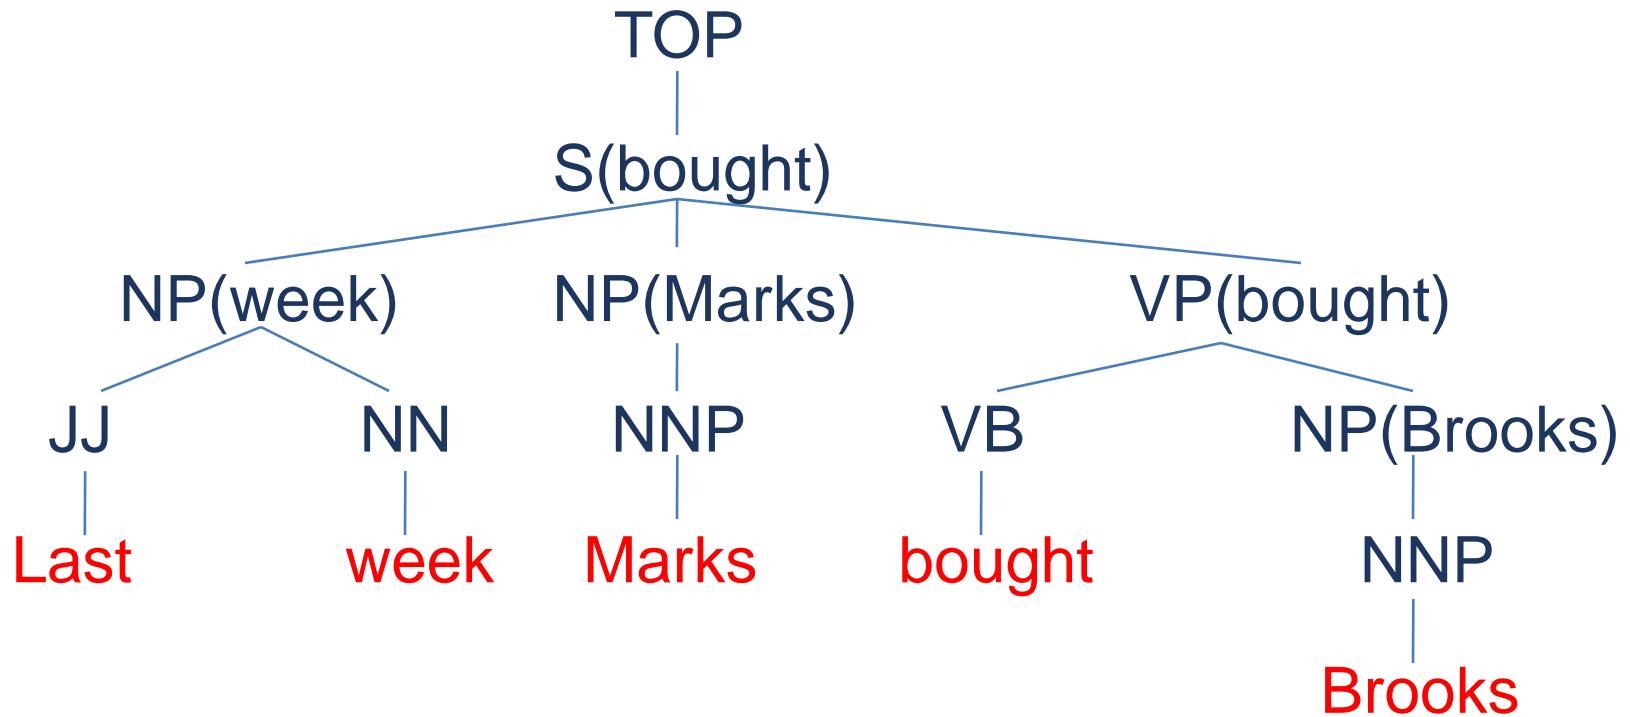 TOP
S(bought)
NP(week) NP(Marks) VP(bought)
JJ NN NNP VB NP(Brooks)
Last week Marks bought NNP
Brooks